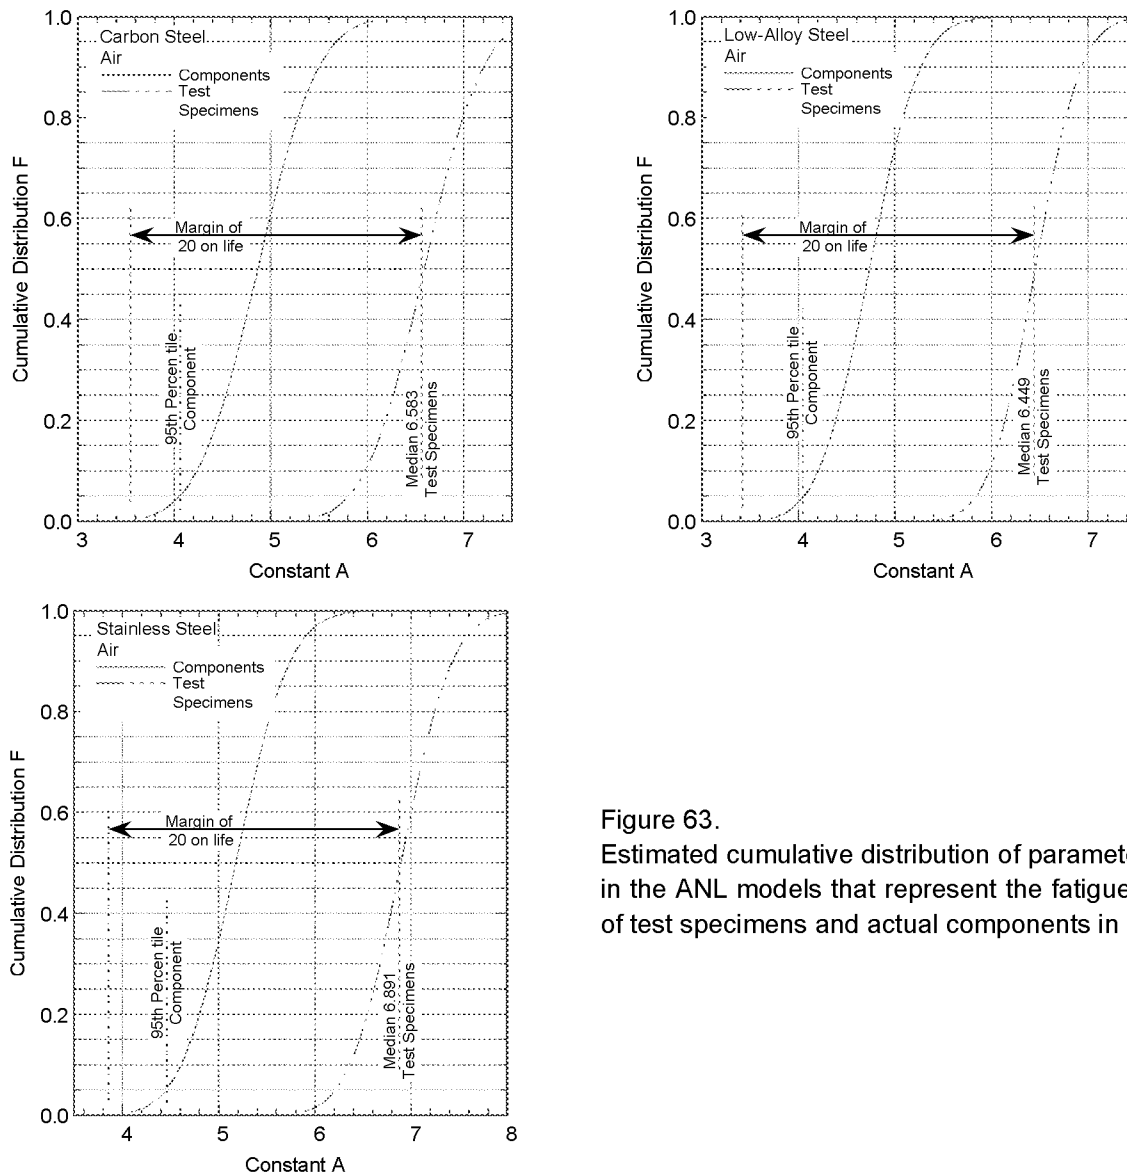 Carbon Steel
Air
Components
Test
Specimens
Margin of
20 on life
95th Percen tile
Component
Median 6.583
Test Specimens
Cumulative Distribution F
1.0
0.8
0.6
0.4
0.2
0.0
3 4 5 6 7
Constant A
Low-Alloy Steel
Air
Components
Test
Specimens
Margin of
20 on life
95th Percen tile
Component
Median 6.449
Test Specimens
Cumulative Distribution F
1.0
0.8
0.6
0.4
0.2
0.0
3 4 5 6 7
Constant A
Stainless Steel
Air
Components
Test
Specimens
Margin of
20 on life
95th Percen tile
Component
Median 6.891
Test Specimens
Cumulative Distribution F
1.0
0.8
0.6
0.4
0.2
0.0
4 5 6 7 8
Constant A
Figure 63.
Estimated cumulative distribution of paramet
in the ANL models that represent the fatigue
of test specimens and actual components in